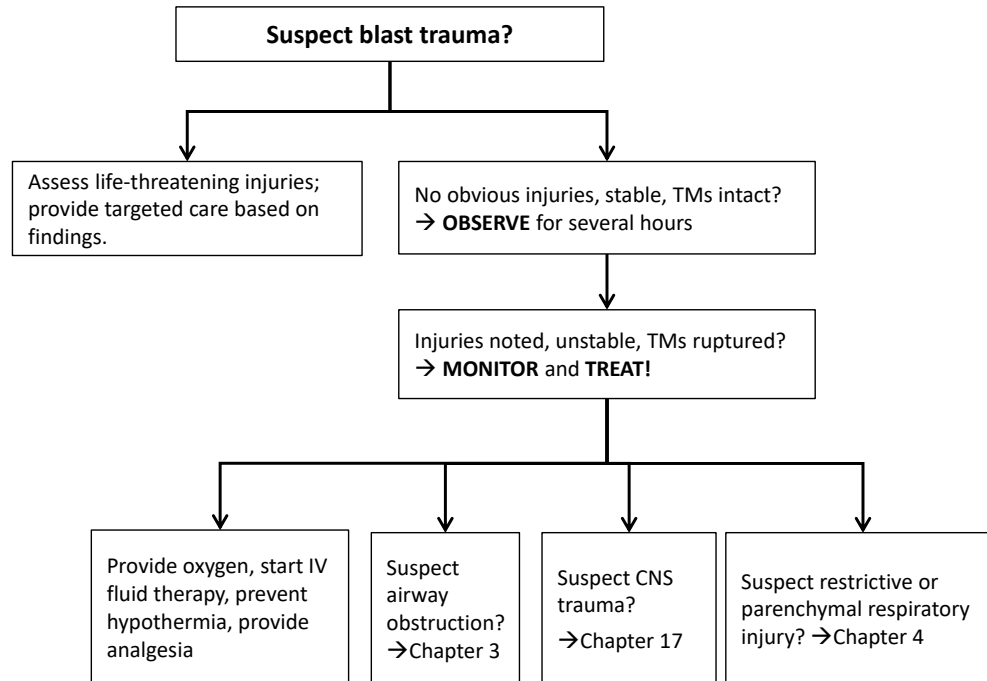 Suspect blast trauma?
Assess life-threatening injuries;
provide targeted care based on
findings.
No obvious injuries, stable, TMs intact?
→ OBSERVE for several hours
Injuries noted, unstable, TMs ruptured?
→ MONITOR and TREAT!
Provide oxygen, start IV
fluid therapy, prevent
hypothermia, provide
analgesia
Suspect
airway
obstruction?
→Chapter 3
Suspect CNS
trauma?
→Chapter 17
Suspect restrictive or
parenchymal respiratory
injury? →Chapter 4